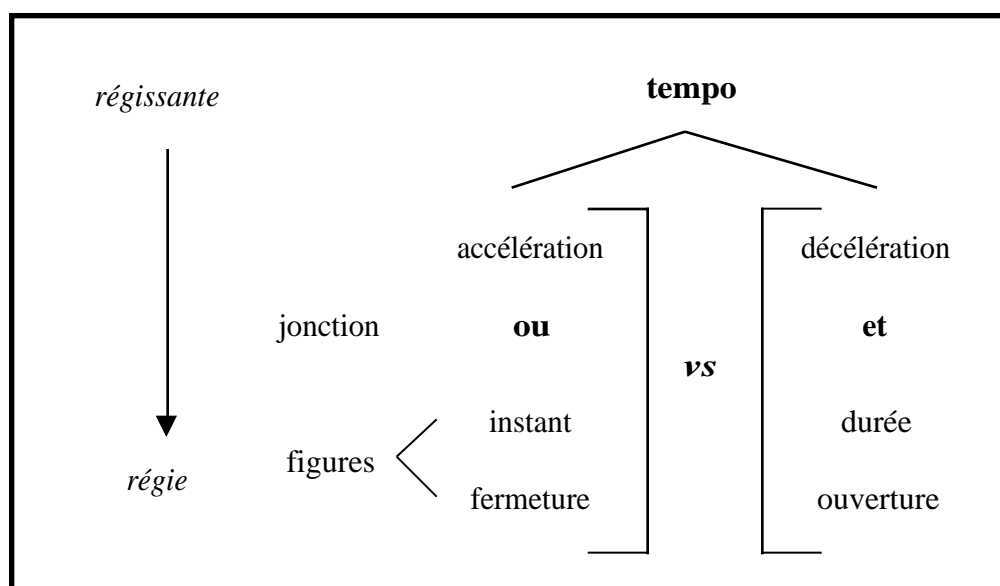 régissante tempo
accélération décélération
jonction ou et
vs
instant durée
figures
régie
fermeture ouverture